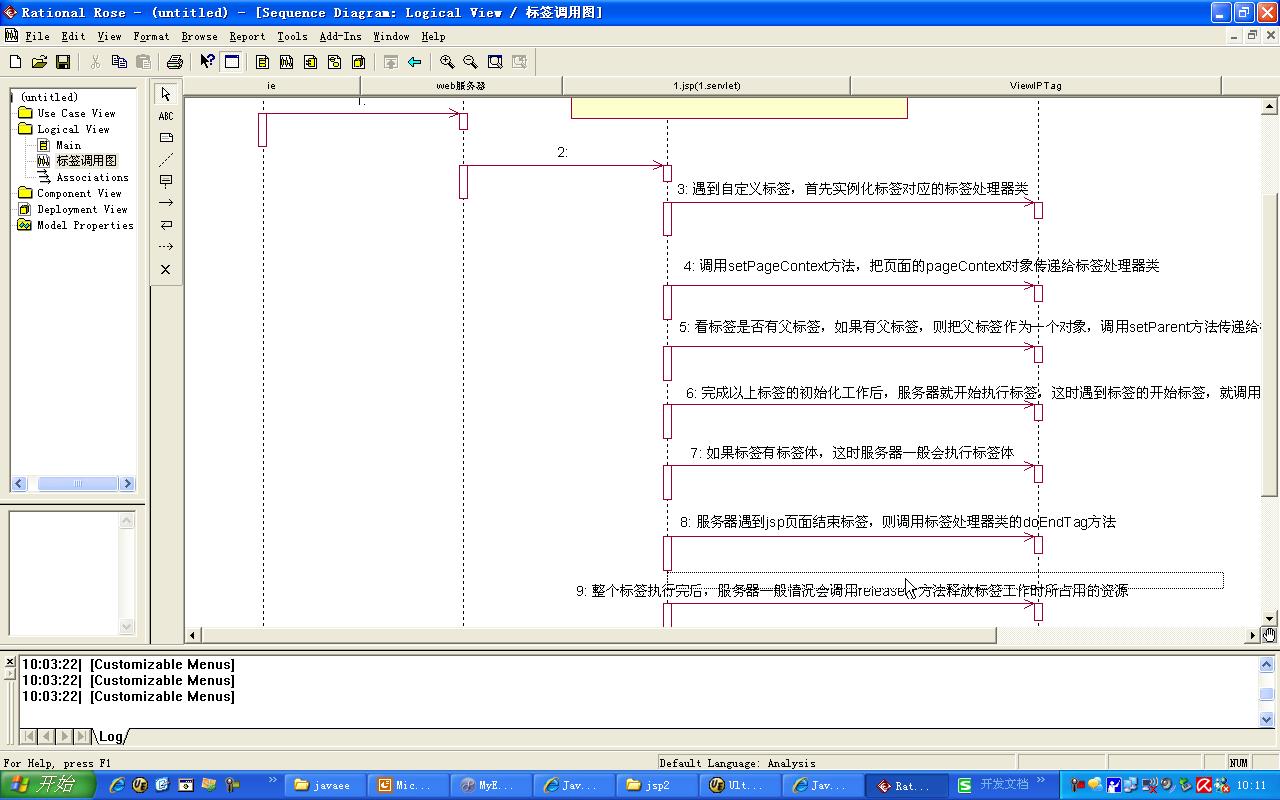 Rational Rose - (untitled) - [Sequence Diagram: Logical View / 标签调用图]
File Edit View Format Browse Report Tools Add-Ins Window Help
ie web服务器 1.jsp(1.servlet) ViewIPTag
(untitled)
Use Case View
Logical View
Main
标签调用图
Associations
Component View
Deployment View
Model Properties
ABC
2:
3: 遇到自定义标签，首先实例化标签对应的标签处理器类
4: 调用setPageContext方法，把页面的pageContext对象传递给标签处理器类
5: 看标签是否有父标签，如果有父标签，则把父标签作为一个对象，调用setParent方法传递给
6: 完成以上标签的初始化工作后，服务器就开始执行标签，这时遇到标签的开始标签，就调用
7: 如果标签有标签体，这时服务器一般会执行标签体
8: 服务器遇到jsp页面结束标签，则调用标签处理器类的doEndTag方法
9: 整个标签执行完后，服务器一般情况会调用release 方法释放标签工作时所占用的资源
10:03:22| [Customizable Menus]
10:03:22| [Customizable Menus]
10:03:22| [Customizable Menus]
Log
For Help, press F1 Default Language: Analysis NUM
开始 javaee Mic... MyE... Jav... jsp2 Ult... Jav... Rat... 开发文档 10:11